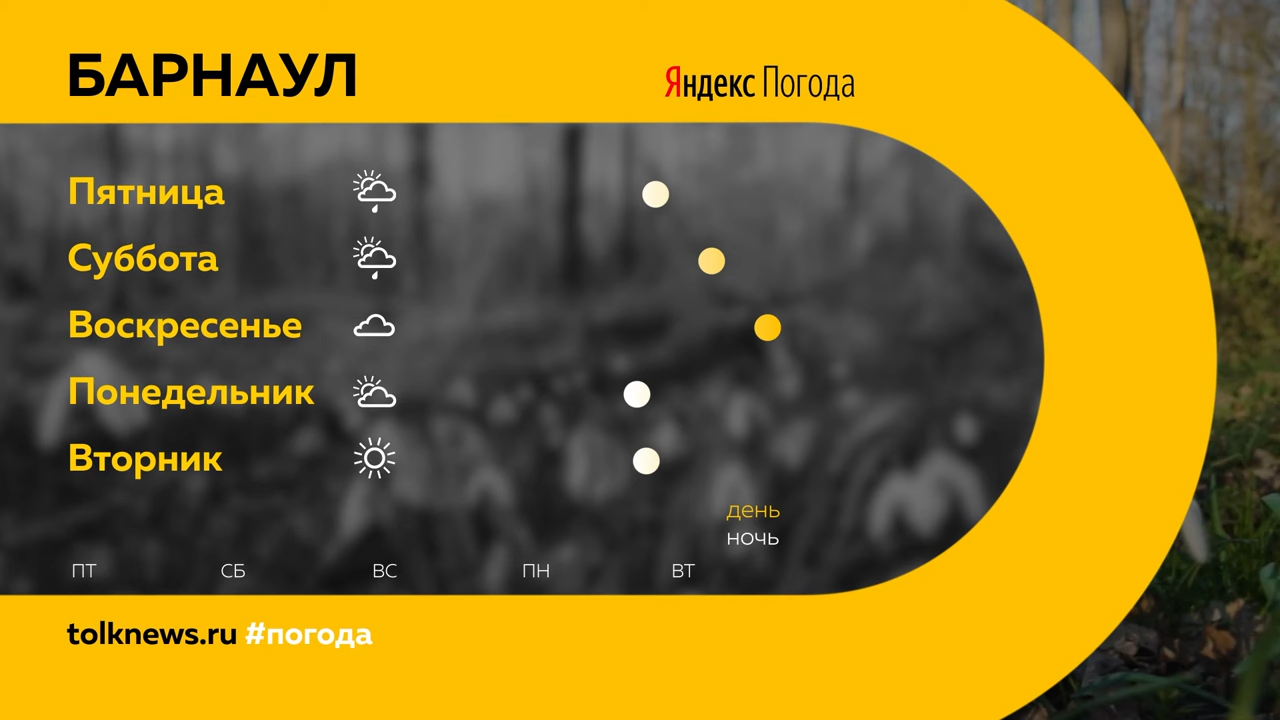 БАРНАУЛ
Яндекс Погода
Пятница
Суббота
Воскресенье
Понедельник
Вторник
день
ночь
ПТ СБ ВС ПН ВТ
tolknews.ru #погода